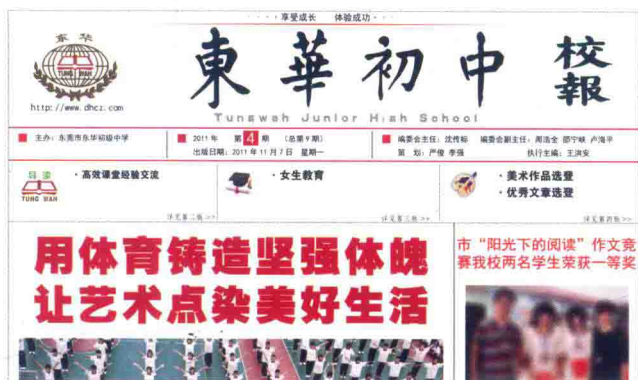 享受成长 体验成功
东华
TUNG WAH
http://www.dhcz.com
東華初中
校報
Tungwah Junior High School
主办：东莞市东华初级中学
2011年 第4期 （总第9期）
出版日期：2011年11月7日 星期一
编委会主任：沈传标 编委会副主任：周浩全 邵宁峡 卢海平
策 划：严俊 李强 执行主编：王洪安
导读
TUNG WAH
·高效课堂经验交流
详见第二版>>
·女生教育
详见第三版>>
·美术作品选登
·优秀文章选登
详见第四版>>
用体育铸造坚强体魄
让艺术点染美好生活
市“阳光下的阅读”作文竞
赛我校两名学生荣获一等奖